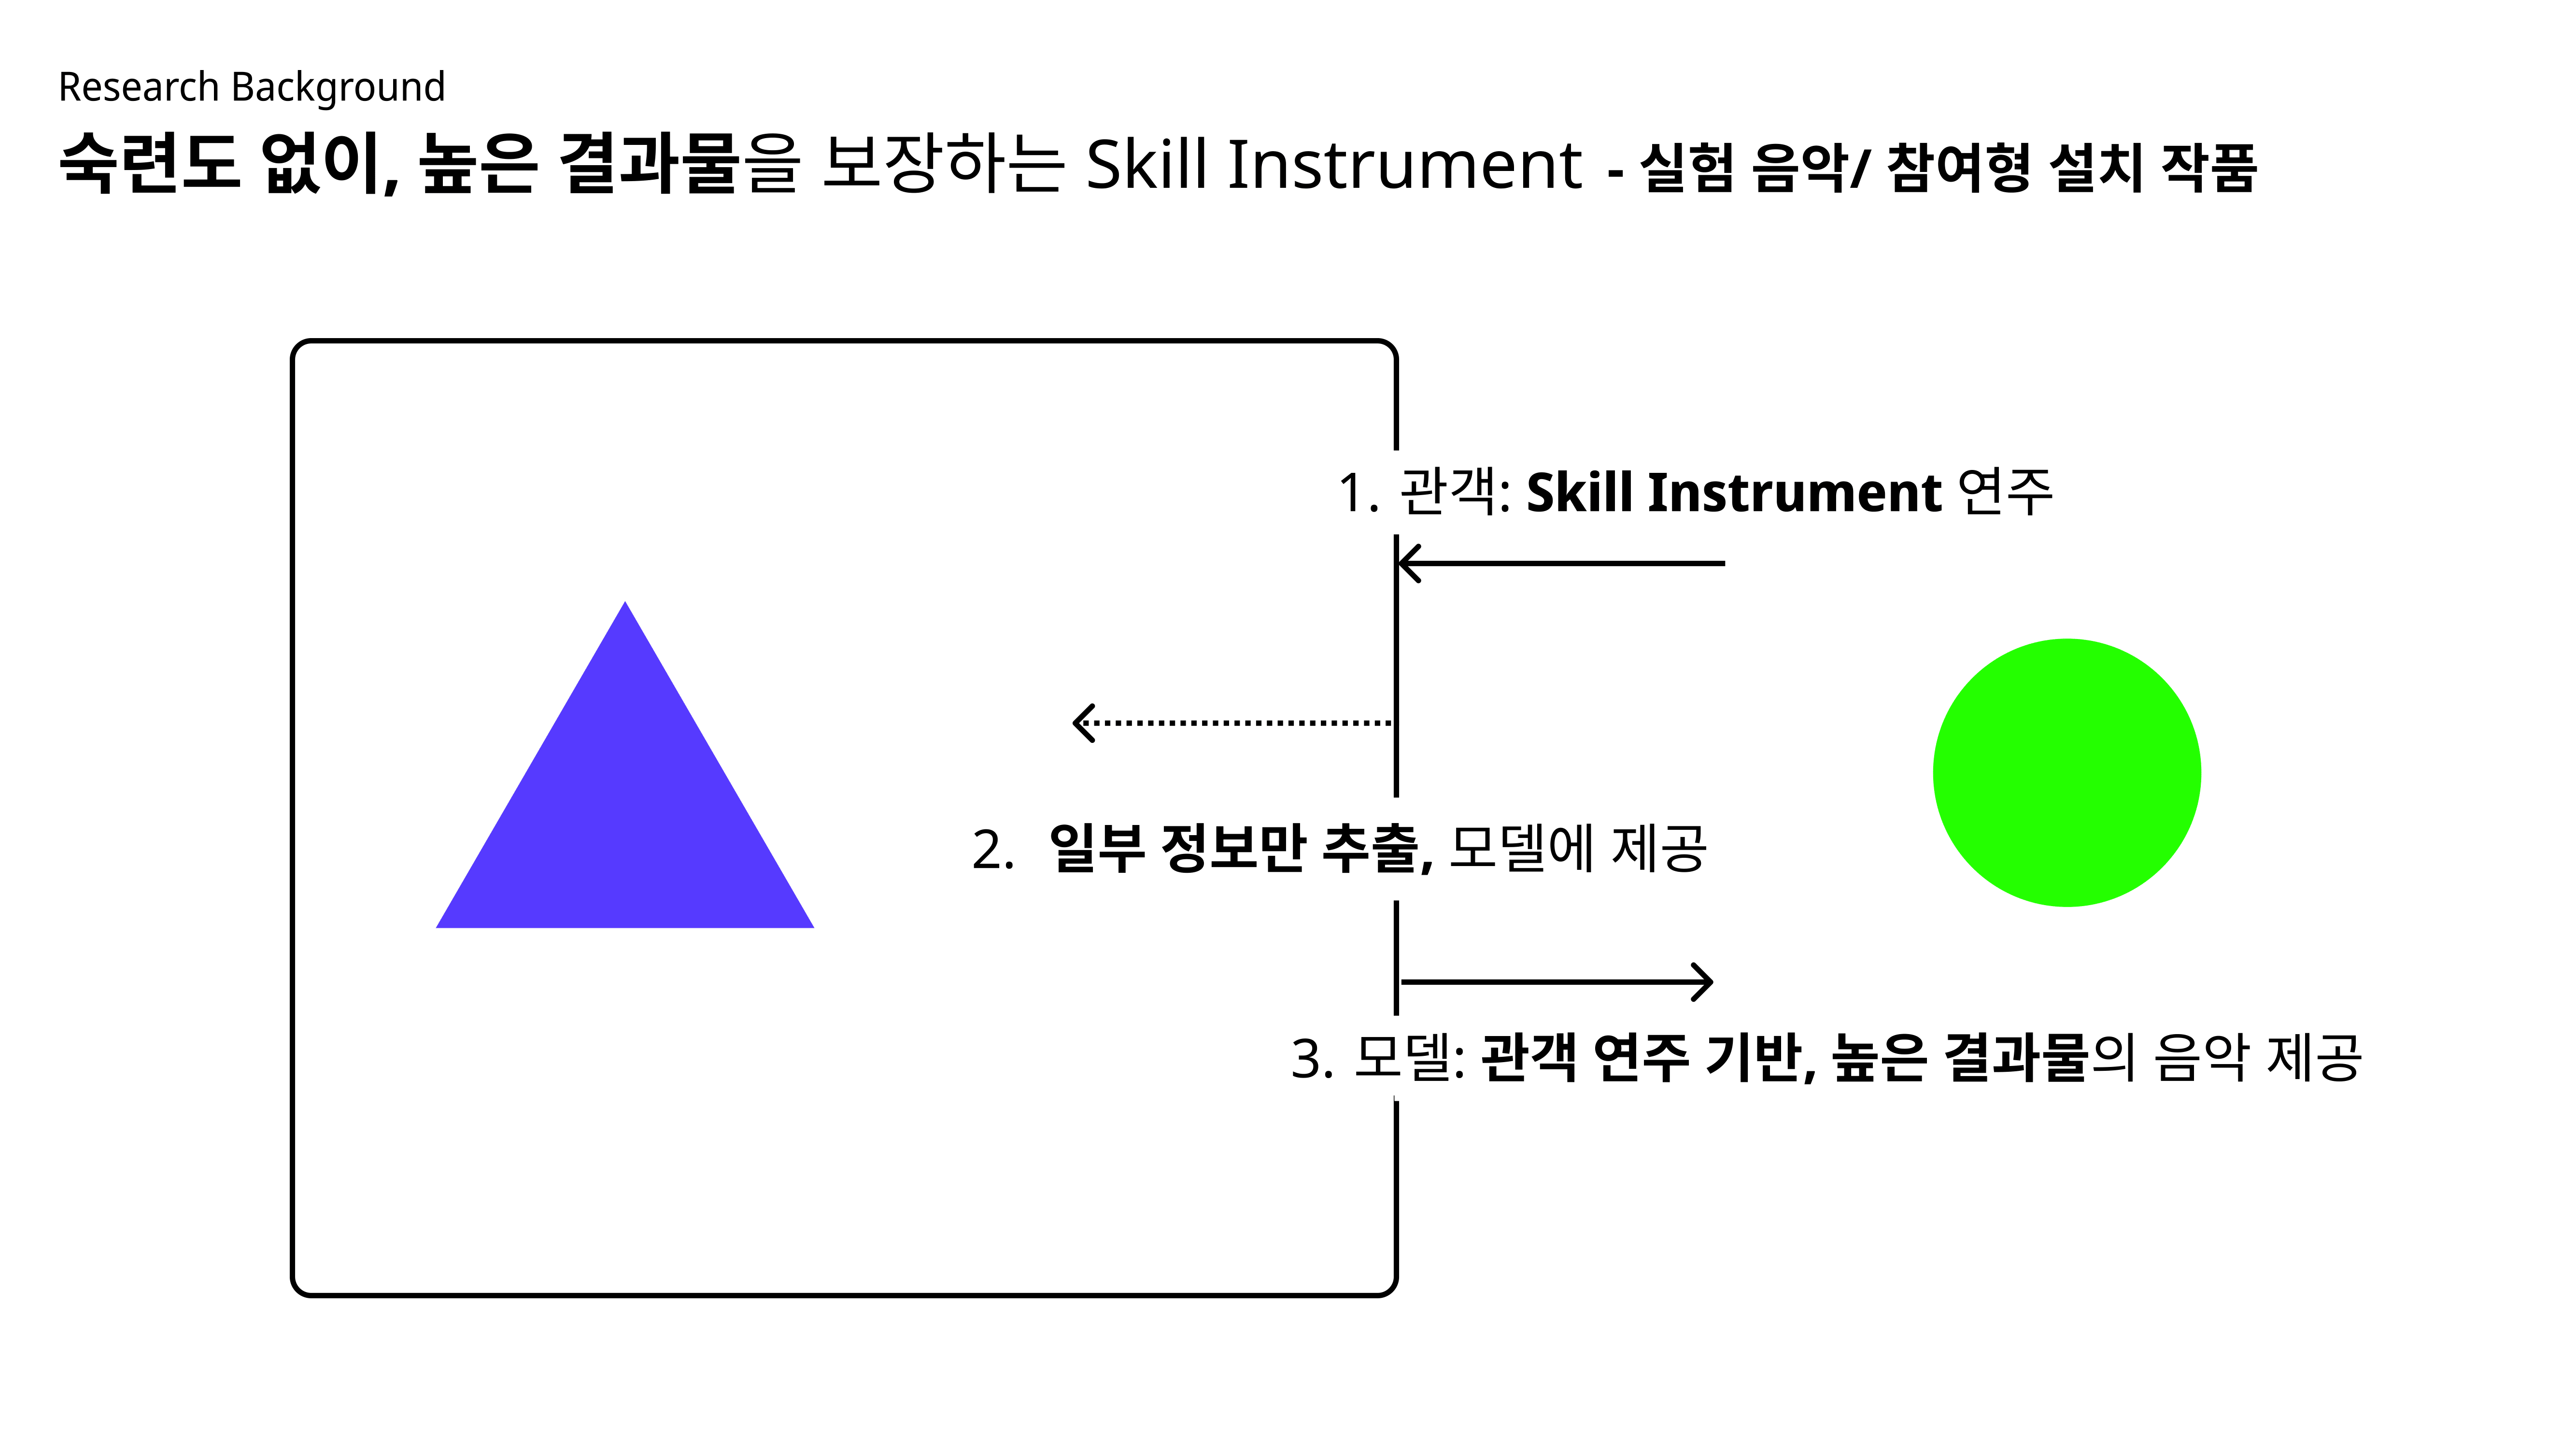 Research Background
숙련도 없이, 높은 결과물을 보장하는 Skill Instrument - 실험 음악/ 참여형 설치 작품
1. 관객: Skill Instrument 연주
2. 일부 정보만 추출, 모델에 제공
3. 모델: 관객 연주 기반, 높은 결과물의 음악 제공